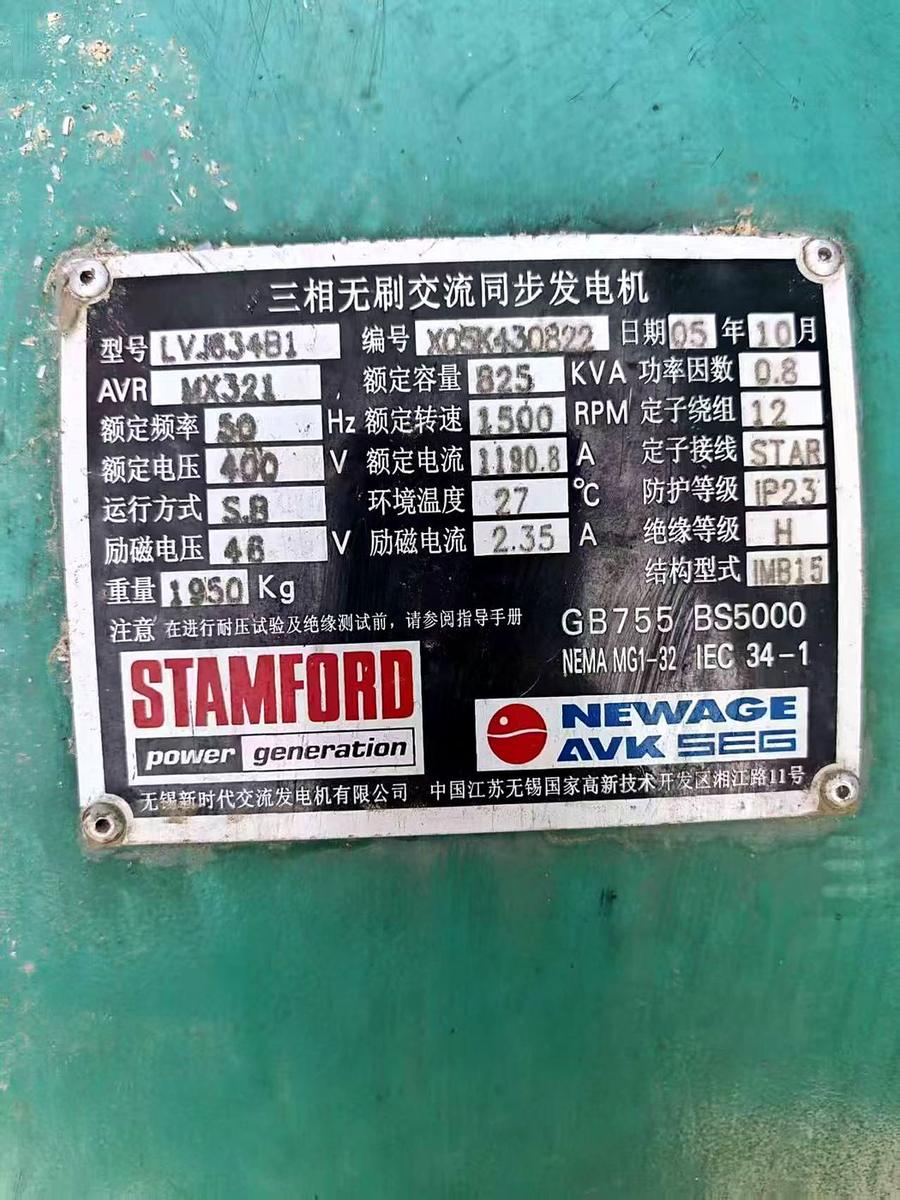 三相无刷交流同步发电机
型号 LVJ634B1 编号 X05K430822 日期 05 年 10 月
AVR MX321 额定容量 825 KVA 功率因数 0.8
额定频率 50 Hz 额定转速 1500 RPM 定子绕组 12
额定电压 400 V 额定电流 1190.8 A 定子接线 STAR
运行方式 S.B 环境温度 27 ℃ 防护等级 IP23
励磁电压 46 V 励磁电流 2.35 A 绝缘等级 H
重量 1950 Kg 结构型式 IMB15
注意 在进行耐压试验及绝缘测试前，请参阅指导手册 GB755 BS5000
NEMA MG1-32 IEC 34-1
STAMFORD
power generation
NEWAGE
AVK SEG
无锡新时代交流发电机有限公司 中国江苏无锡国家高新技术开发区湘江路11号